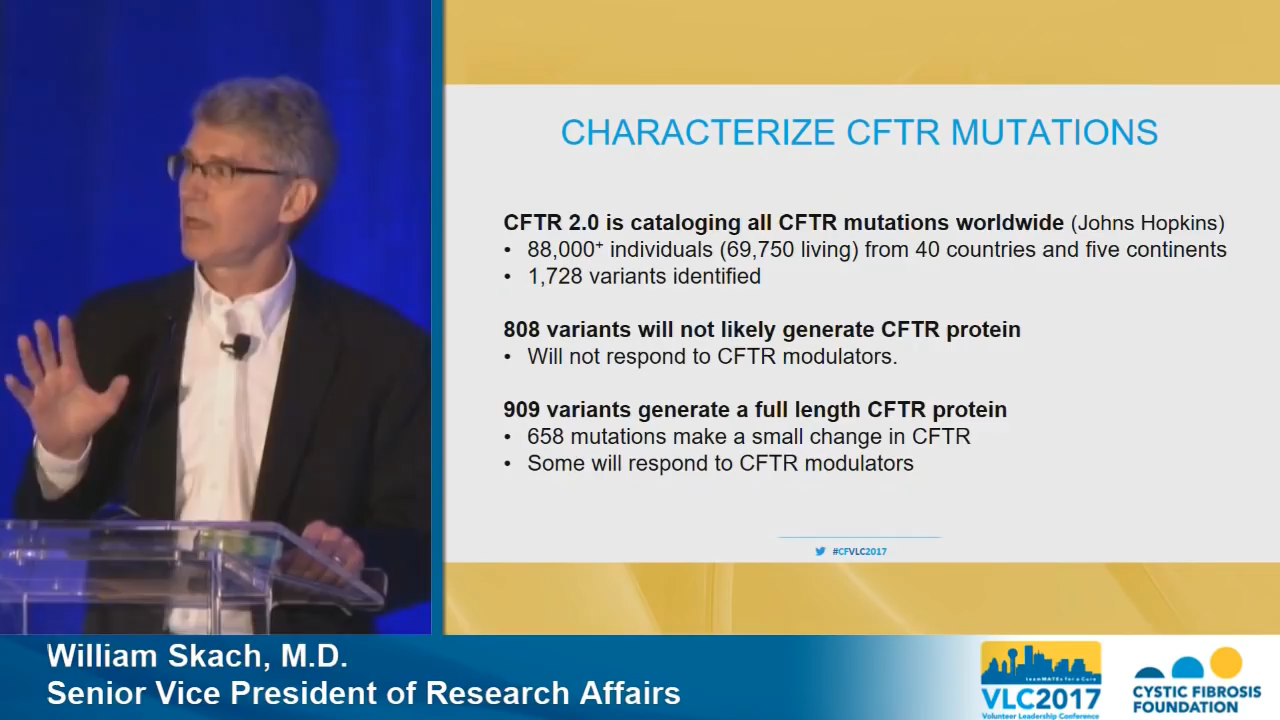 CHARACTERIZE CFTR MUTATIONS
CFTR 2.0 is cataloging all CFTR mutations worldwide (Johns Hopkins)
• 88,000⁺ individuals (69,750 living) from 40 countries and five continents
• 1,728 variants identified
808 variants will not likely generate CFTR protein
• Will not respond to CFTR modulators.
909 variants generate a full length CFTR protein
• 658 mutations make a small change in CFTR
• Some will respond to CFTR modulators
#CFVLC2017
William Skach, M.D.
Senior Vice President of Research Affairs
teamMATEs for a Cure
VLC2017
Volunteer Leadership Conference
CYSTIC FIBROSIS
FOUNDATION